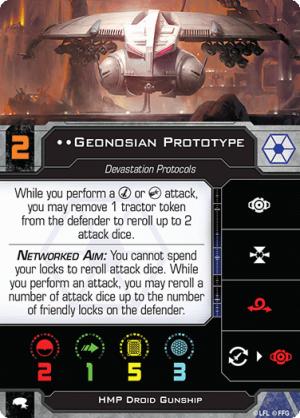 2 ••Geonosian Prototype
Devastation Protocols
While you perform a or attack,
you may remove 1 tractor token
from the defender to reroll up to 2
attack dice.
Networked Aim: You cannot spend
your locks to reroll attack dice. While
you perform an attack, you may reroll a
number of attack dice up to the number
of friendly locks on the defender.
2 1 5 3
HMP Droid Gunship
©LFL ©FFG